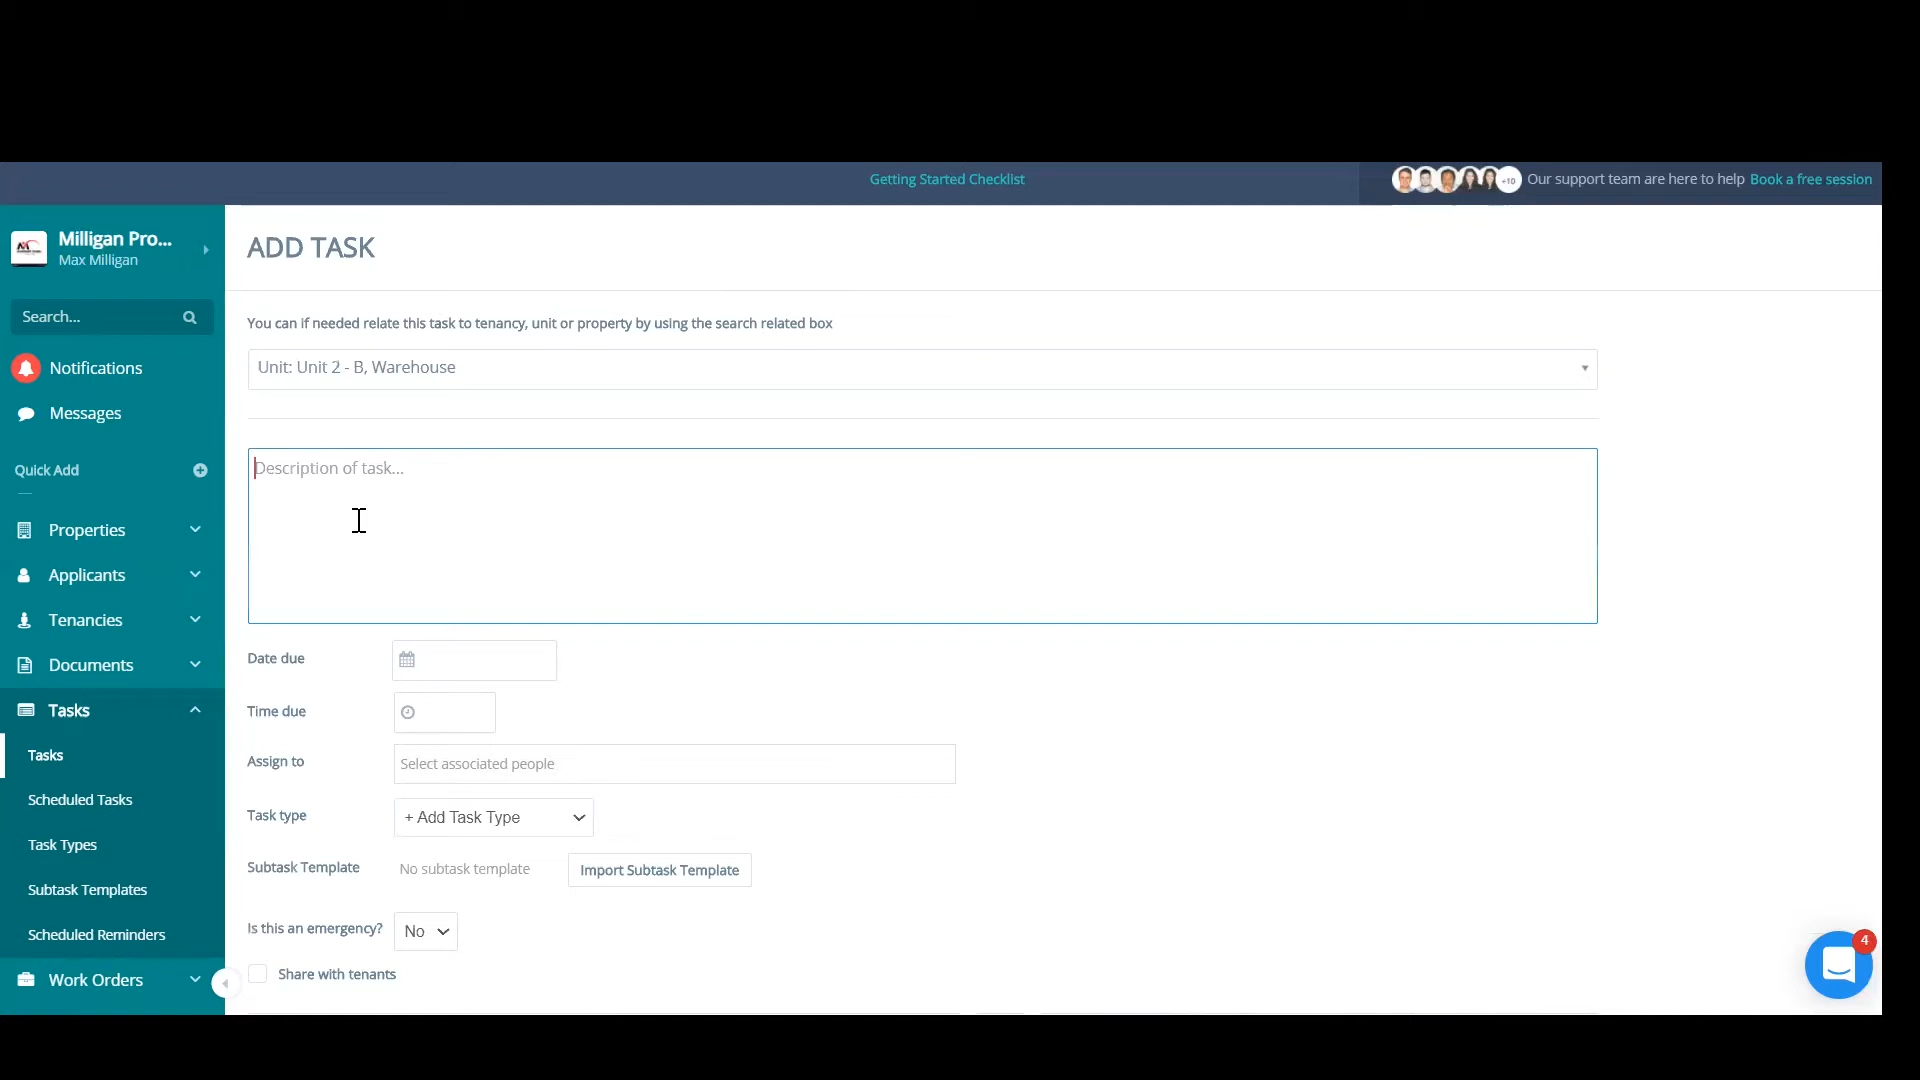 Getting Started Checklist
+10 Our support team are here to help Book a free session
Milligan Pro...
Max Milligan
Search...
Notifications
Messages
Quick Add
Properties
Applicants
Tenancies
Documents
Tasks
Tasks
Scheduled Tasks
Task Types
Subtask Templates
Scheduled Reminders
Work Orders
ADD TASK
You can if needed relate this task to tenancy, unit or property by using the search related box
Unit: Unit 2 - B, Warehouse
Description of task...
Date due
Time due
Assign to Select associated people
Task type + Add Task Type
Subtask Template No subtask template Import Subtask Template
Is this an emergency? No
Share with tenants
4